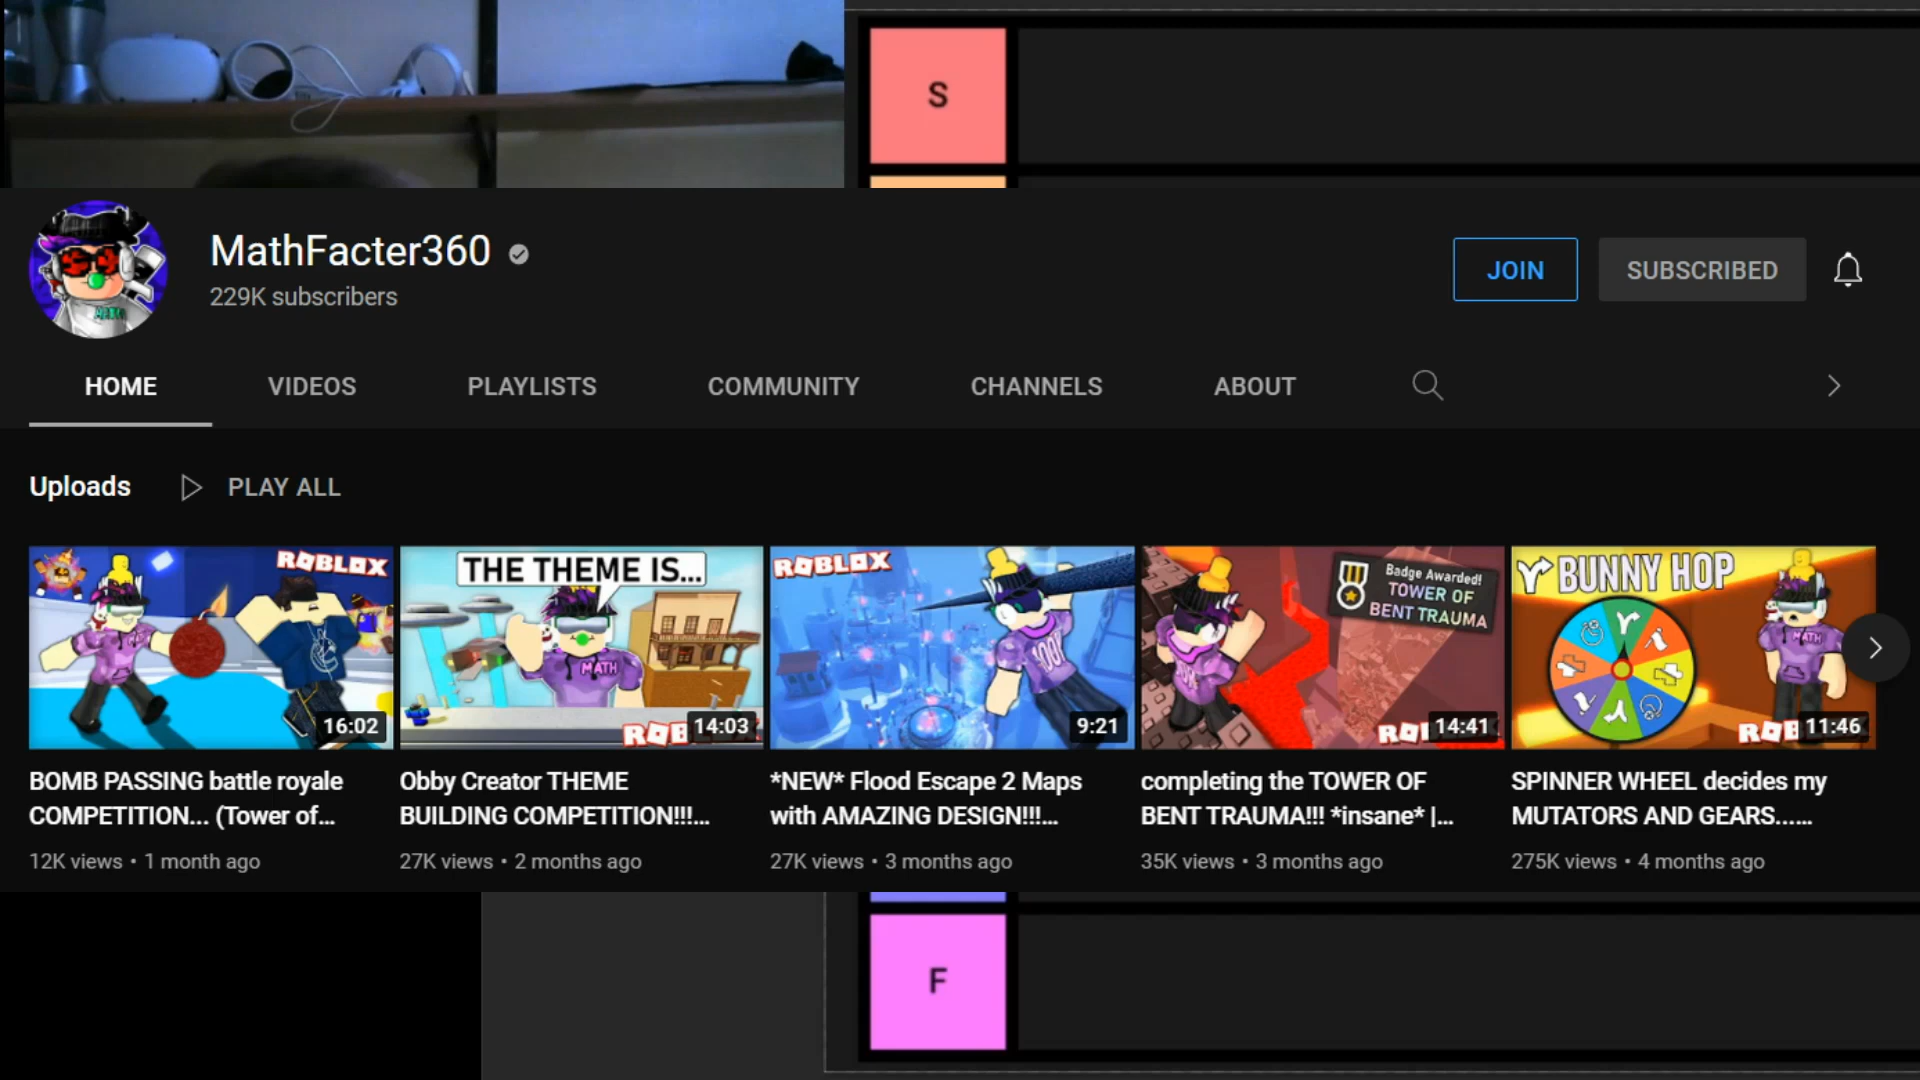 S
MathFacter360
229K subscribers
JOIN
SUBSCRIBED
HOME
VIDEOS
PLAYLISTS
COMMUNITY
CHANNELS
ABOUT
Uploads
PLAY ALL
ROBLOX
16:02
THE THEME IS...
MATH
14:03
ROBLOX
9:21
Badge Awarded!
TOWER OF
BENT TRAUMA
14:41
BUNNY HOP
MATH
11:46
BOMB PASSING battle royale
COMPETITION... (Tower of...
12K views • 1 month ago
Obby Creator THEME
BUILDING COMPETITION!!!...
27K views • 2 months ago
*NEW* Flood Escape 2 Maps
with AMAZING DESIGN!!!...
27K views • 3 months ago
completing the TOWER OF
BENT TRAUMA!!! *insane* |...
35K views • 3 months ago
SPINNER WHEEL decides my
MUTATORS AND GEARS......
275K views • 4 months ago
F